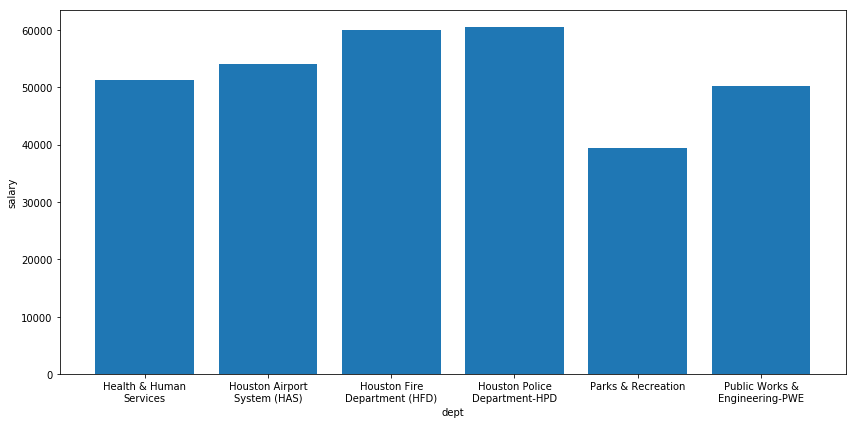 60000
50000
40000
30000
20000
10000
0
salary
Health & Human
Services
Houston Airport
System (HAS)
Houston Fire
Department (HFD)
Houston Police
Department-HPD
Parks & Recreation
Public Works &
Engineering-PWE
dept